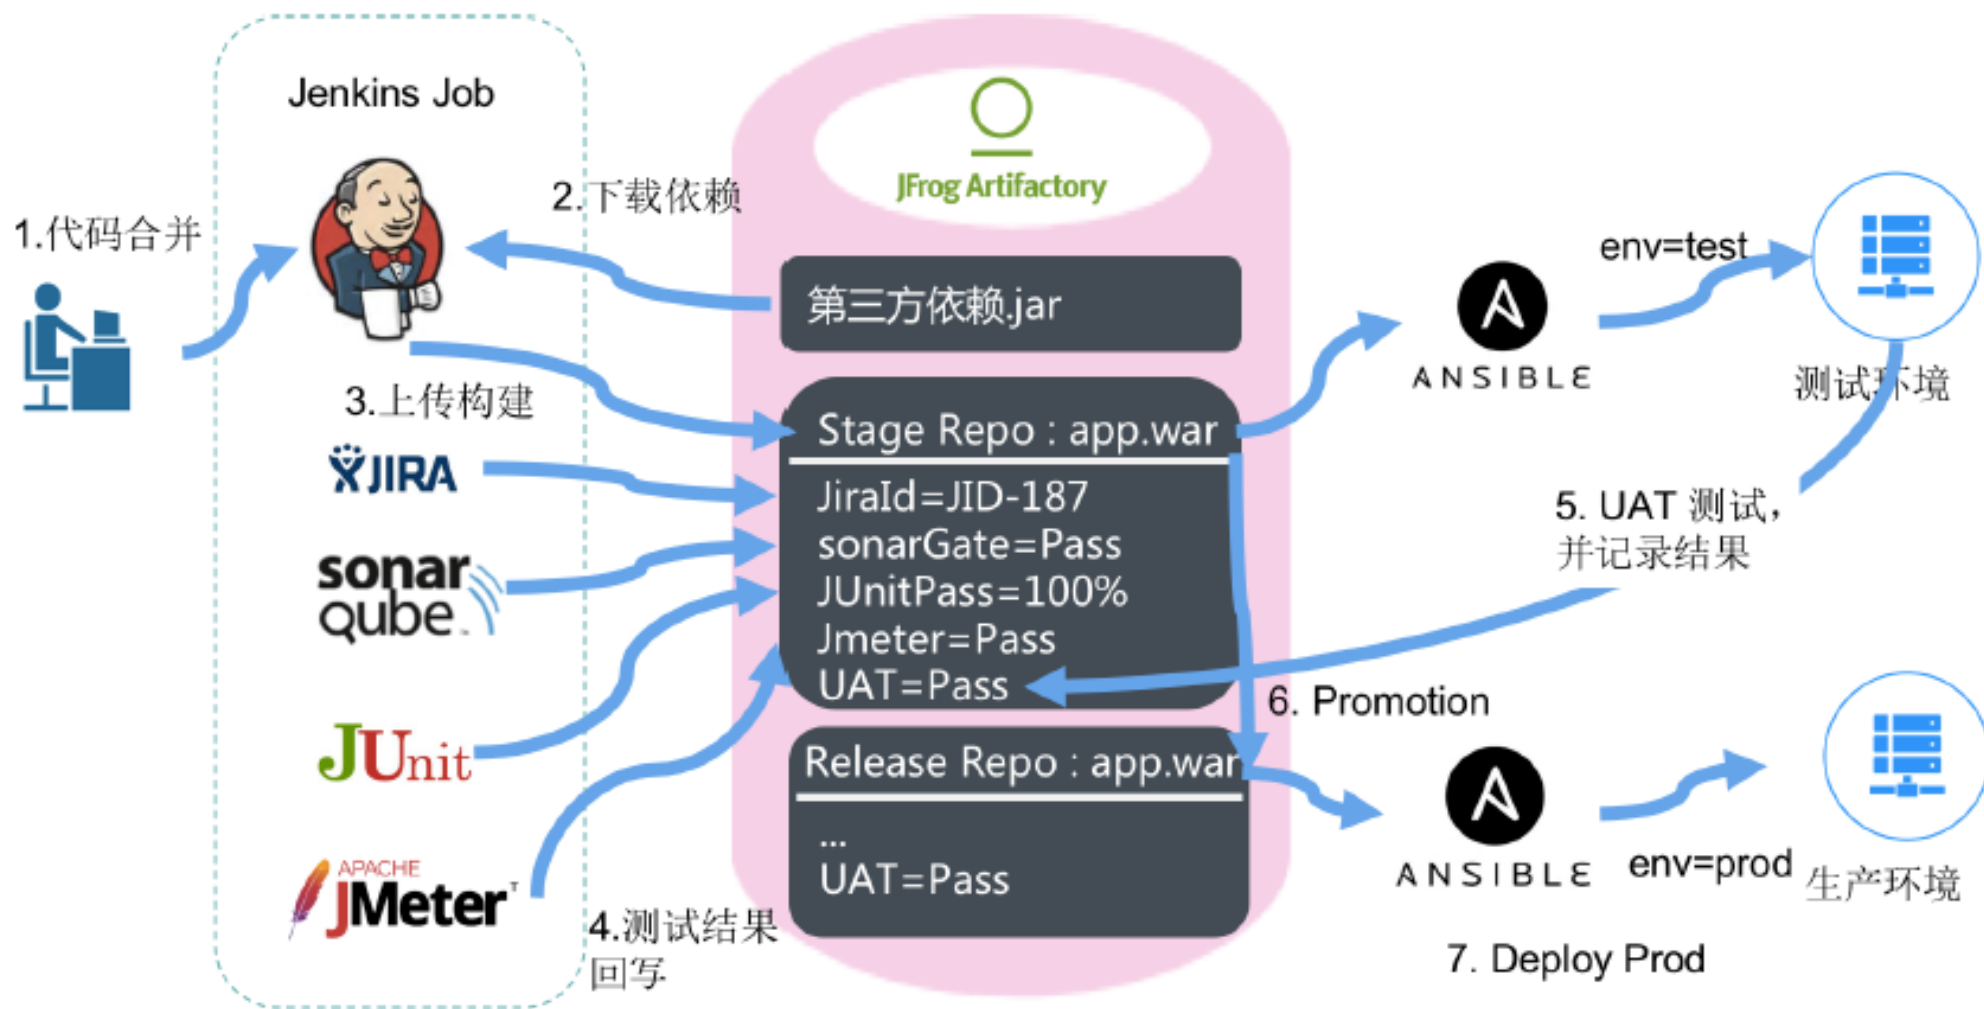 Jenkins Job
1.代码合并
2.下载依赖
3.上传构建
JIRA
sonar
qube
JUnit
APACHE
JMeter
4.测试结果
回写
JFrog Artifactory
第三方依赖.jar
Stage Repo : app.war
JiraId=JID-187
sonarGate=Pass
JUnitPass=100%
Jmeter=Pass
UAT=Pass
Release Repo : app.war
...
UAT=Pass
ANSIBLE
env=test
测试环境
5. UAT 测试，
并记录结果
6. Promotion
ANSIBLE
env=prod
生产环境
7. Deploy Prod